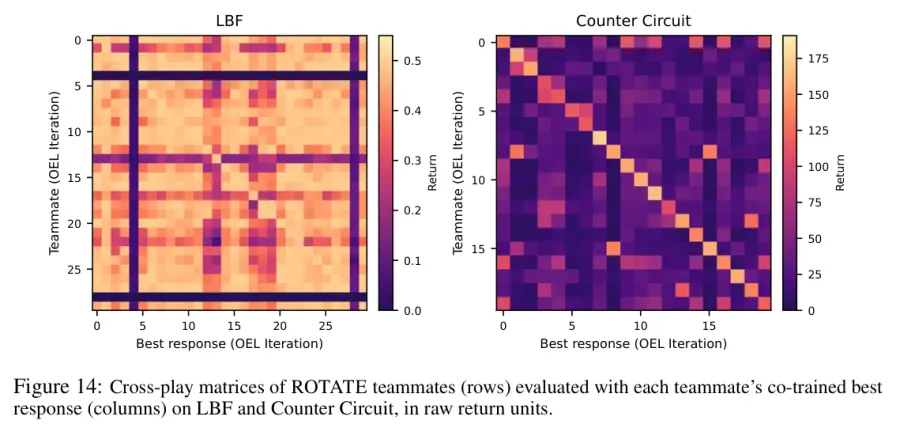 LBF
Counter Circuit
0
5
10
15
20
25
Teammate (OEL Iteration)
0 5 10 15 20 25
Best response (OEL Iteration)
0.5
0.4
0.3
0.2
0.1
0.0
Return
0
5
10
15
Teammate (OEL Iteration)
0 5 10 15
Best response (OEL Iteration)
175
150
125
100
75
50
25
0
Return
Figure 14: Cross-play matrices of ROTATE teammates (rows) evaluated with each teammate's co-trained best
response (columns) on LBF and Counter Circuit, in raw return units.